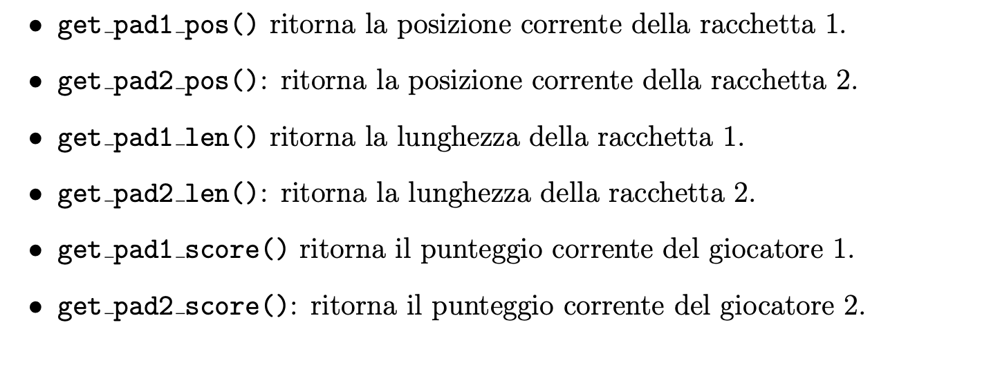 • get_pad1_pos() ritorna la posizione corrente della racchetta 1.
• get_pad2_pos(): ritorna la posizione corrente della racchetta 2.
• get_pad1_len() ritorna la lunghezza della racchetta 1.
• get_pad2_len(): ritorna la lunghezza della racchetta 2.
• get_pad1_score() ritorna il punteggio corrente del giocatore 1.
• get_pad2_score(): ritorna il punteggio corrente del giocatore 2.